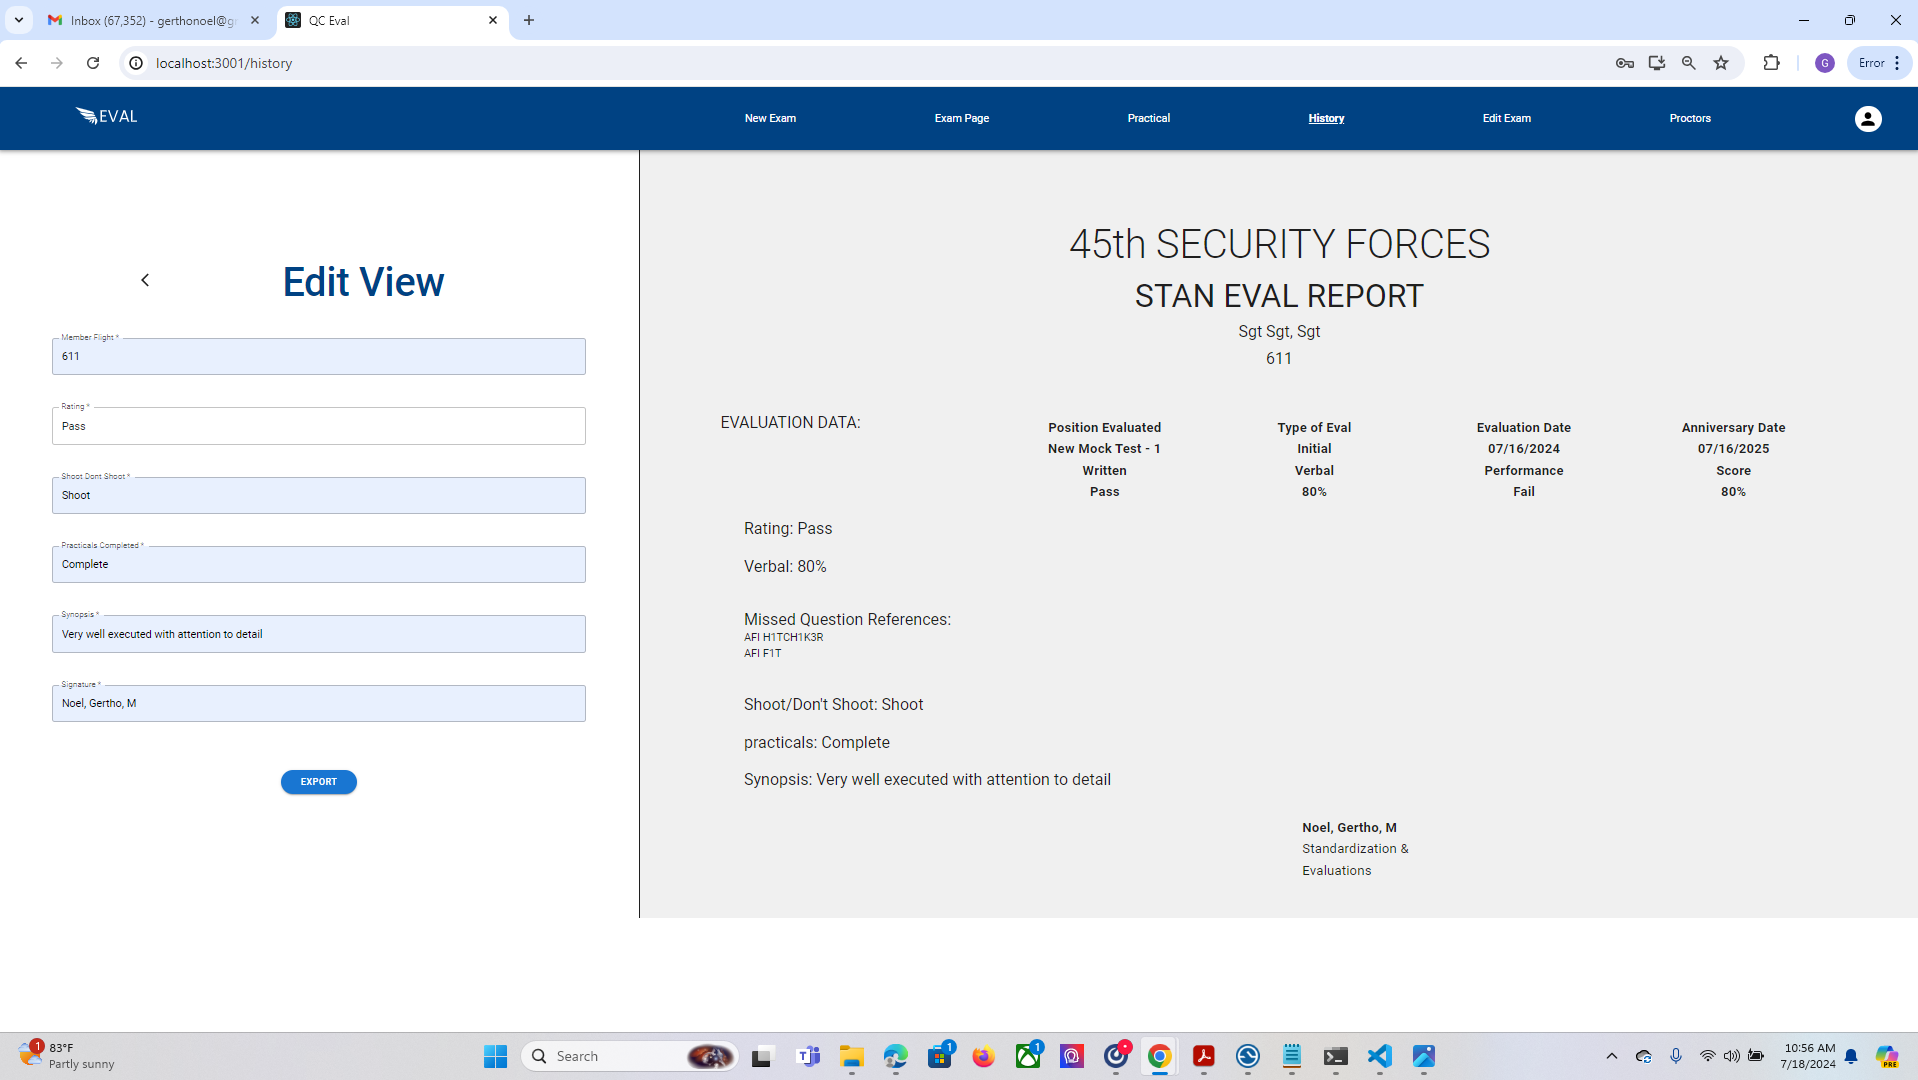 Inbox (67,352) - gerthonoel@g
QC Eval
localhost:3001/history
G
Error
EVAL
New Exam
Exam Page
Practical
History
Edit Exam
Proctors
Edit View
Member Flight *
611
Rating *
Pass
Shoot Dont Shoot *
Shoot
Practicals Completed *
Complete
Synopsis *
Very well executed with attention to detail
Signature *
Noel, Gertho, M
EXPORT
45th SECURITY FORCES
STAN EVAL REPORT
Sgt Sgt, Sgt
611
EVALUATION DATA:
Position Evaluated Type of Eval Evaluation Date Anniversary Date
New Mock Test - 1 Initial 07/16/2024 07/16/2025
Written Verbal Performance Score
Pass 80% Fail 80%
Rating: Pass
Verbal: 80%
Missed Question References:
AFI H1TCH1K3R
AFI F1T
Shoot/Don't Shoot: Shoot
practicals: Complete
Synopsis: Very well executed with attention to detail
Noel, Gertho, M
Standardization &
Evaluations
1
83°F
Partly sunny
Search
1
1
10:56 AM
7/18/2024
PRE